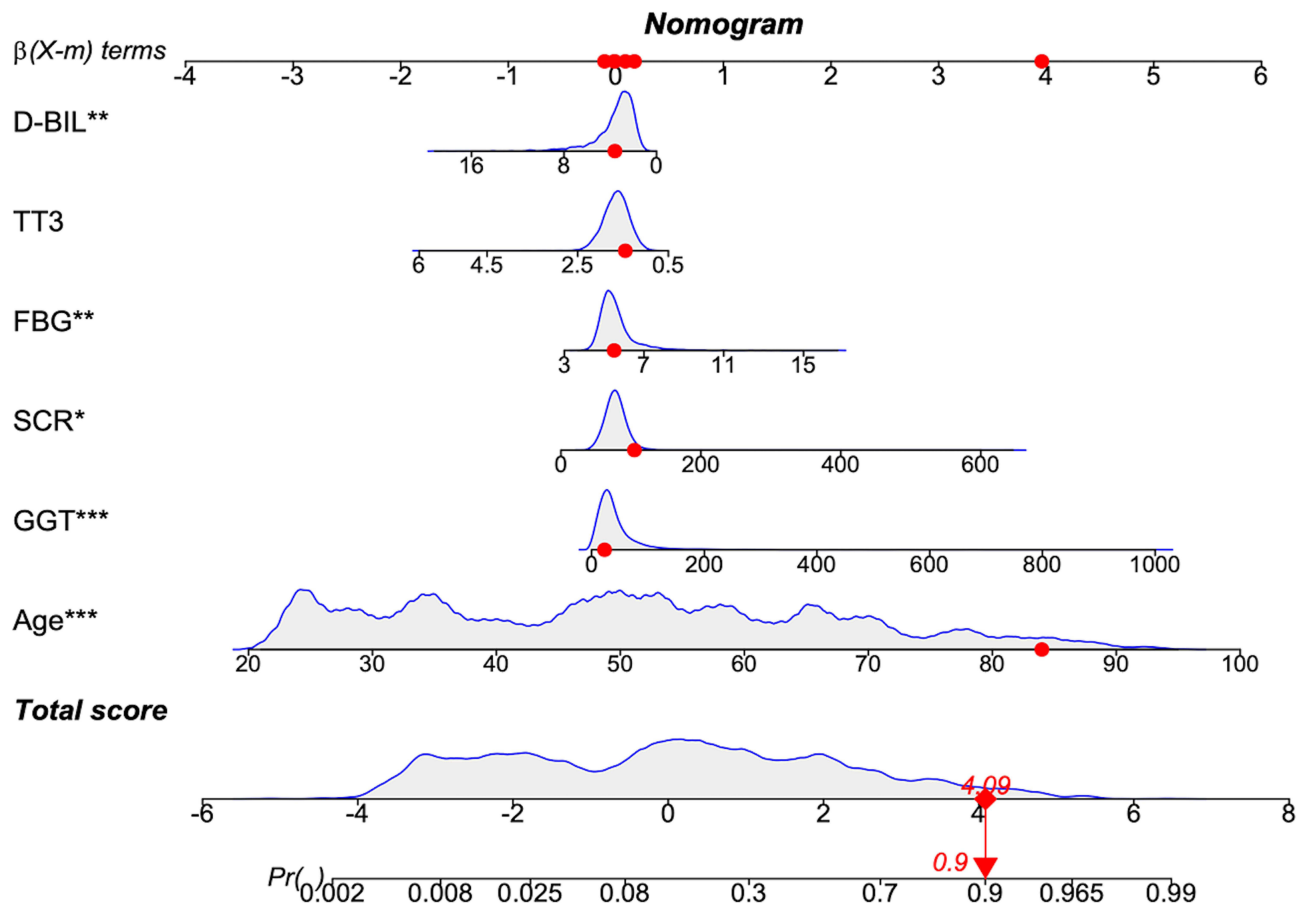 Nomogram
β(X-m) terms
-4 -3 -2 -1 0 1 2 3 4 5 6
D-BIL**
16 8 0
TT3
6 4.5 2.5 0.5
FBG**
3 7 11 15
SCR*
0 200 400 600
GGT***
0 200 400 600 800 1000
Age***
20 30 40 50 60 70 80 90 100
Total score
4.09
-6 -4 -2 0 2 4 6 8
0.9
Pr( )
0.002 0.008 0.025 0.08 0.3 0.7 0.9 0.965 0.99